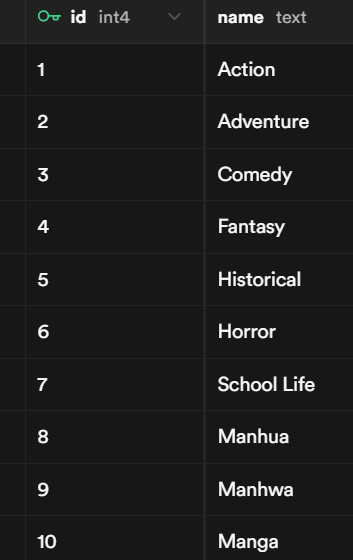 id int4 name text
1 Action
2 Adventure
3 Comedy
4 Fantasy
5 Historical
6 Horror
7 School Life
8 Manhua
9 Manhwa
10 Manga